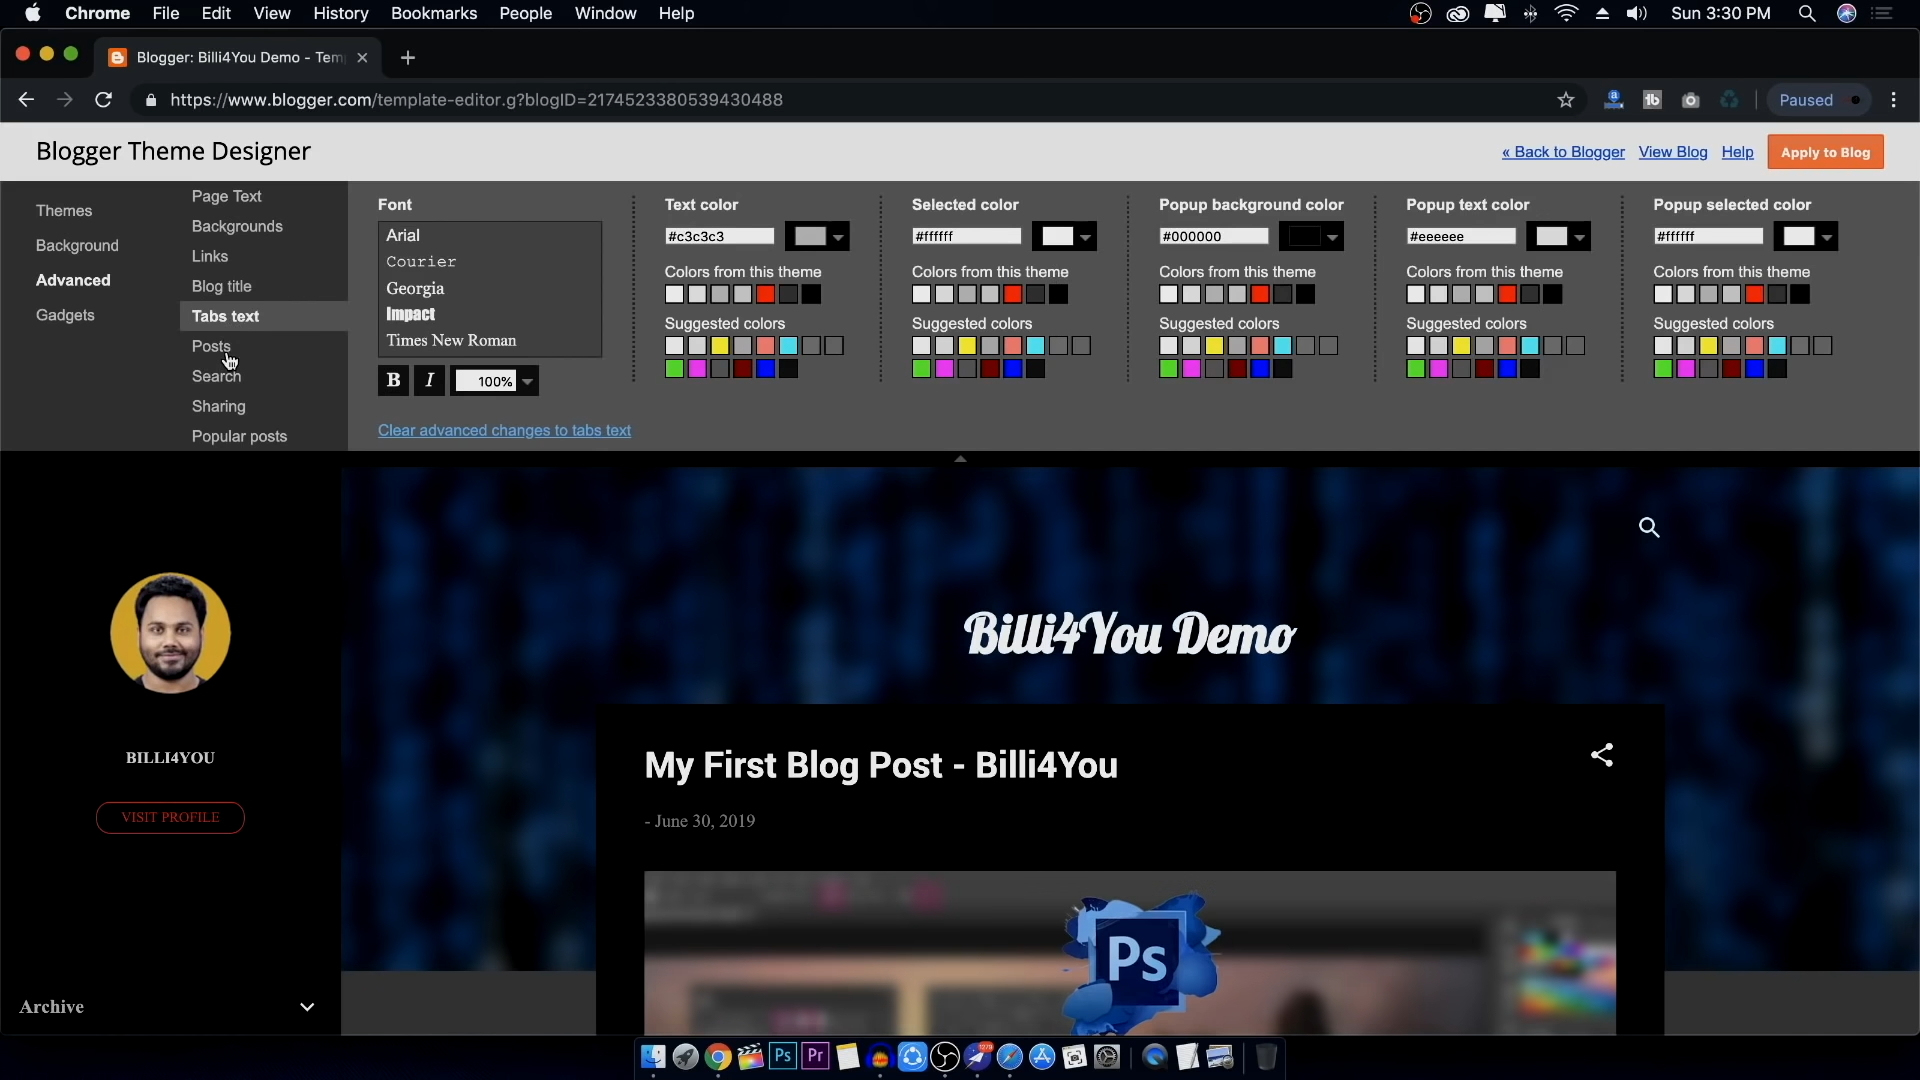 Chrome File Edit View History Bookmarks People Window Help Sun 3:30 PM
Blogger: Billi4You Demo - Tem
https://www.blogger.com/template-editor.g?blogID=2174523380539430488 Paused
Blogger Theme Designer
« Back to Blogger View Blog Help Apply to Blog
Themes
Background
Advanced
Gadgets
Page Text
Backgrounds
Links
Blog title
Tabs text
Posts
Search
Sharing
Popular posts
Font
Arial
Courier
Georgia
Impact
Times New Roman
B I 100%
Clear advanced changes to tabs text
Text color
#c3c3c3
Colors from this theme
Suggested colors
Selected color
#ffffff
Colors from this theme
Suggested colors
Popup background color
#000000
Colors from this theme
Suggested colors
Popup text color
#eeeeee
Colors from this theme
Suggested colors
Popup selected color
#ffffff
Colors from this theme
Suggested colors
BILLI4YOU
VISIT PROFILE
Archive
Billi4You Demo
My First Blog Post - Billi4You
- June 30, 2019
Ps
Ps Pr